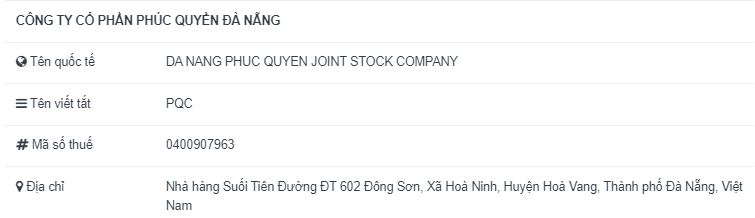 CÔNG TY CỔ PHẦN PHÚC QUYỀN ĐÀ NẴNG
Tên quốc tế DA NANG PHUC QUYEN JOINT STOCK COMPANY
Tên viết tắt PQC
Mã số thuế 0400907963
Địa chỉ Nhà hàng Suối Tiên Đường ĐT 602 Đông Sơn, Xã Hoà Ninh, Huyện Hoà Vang, Thành phố Đà Nẵng, Việt
Nam